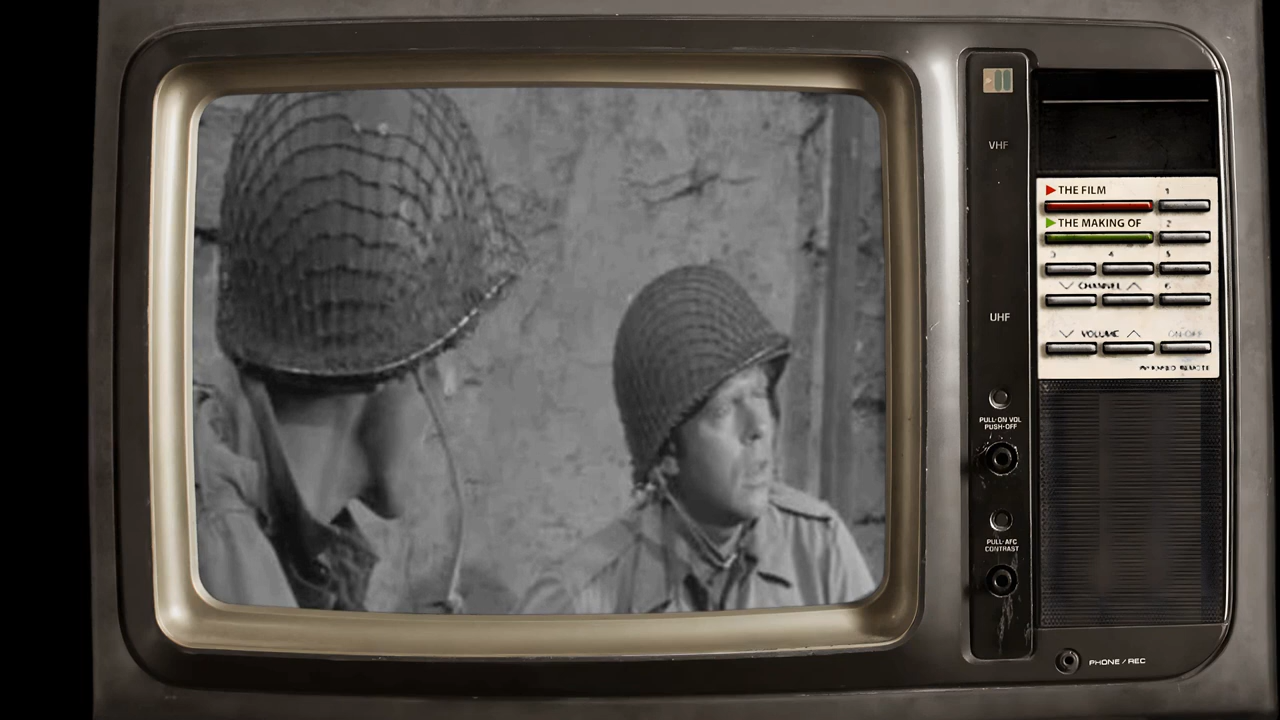 VHF
THE FILM
1
THE MAKING OF
2
3 4 5
CHANNEL 6
UHF
VOLUME ON-OFF
PULL-ON VOL
PUSH-OFF
PULL-AFC
CONTRAST
PHONE / REC